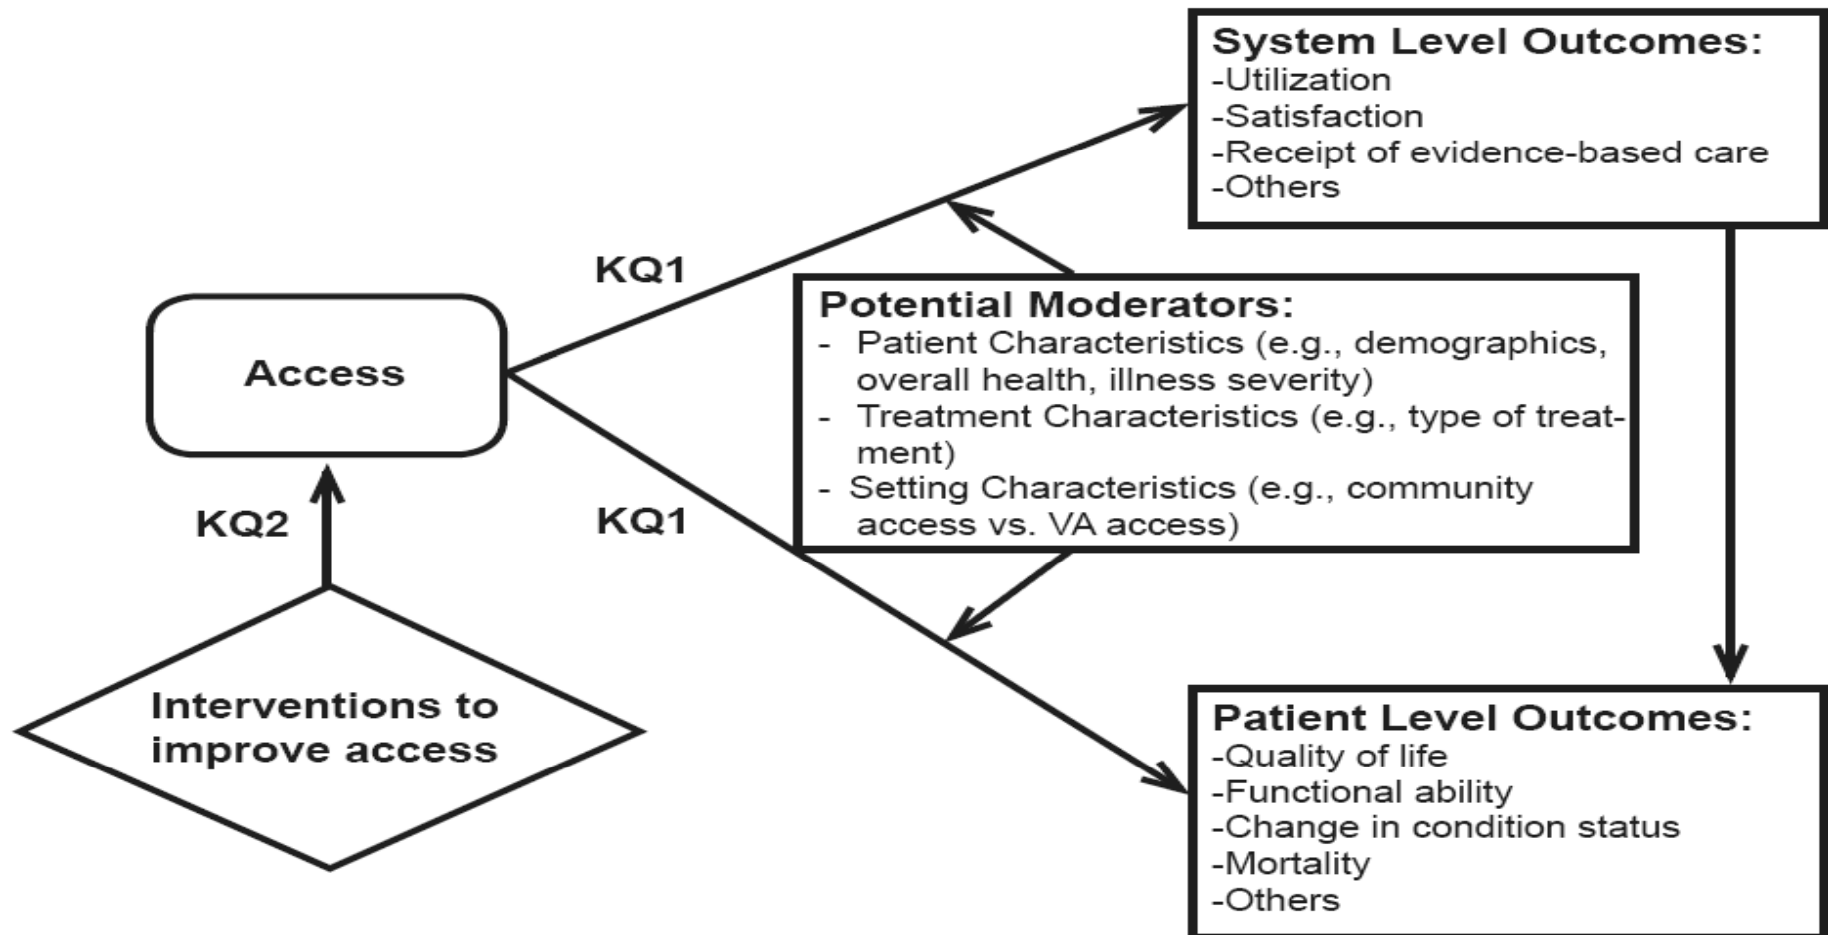 System Level Outcomes:
-Utilization
-Satisfaction
-Receipt of evidence-based care
-Others
KQ1
Potential Moderators:
- Patient Characteristics (e.g., demographics,
overall health, illness severity)
- Treatment Characteristics (e.g., type of treat-
ment)
- Setting Characteristics (e.g., community
access vs. VA access)
Access
KQ2
KQ1
Interventions to
improve access
Patient Level Outcomes:
-Quality of life
-Functional ability
-Change in condition status
-Mortality
-Others